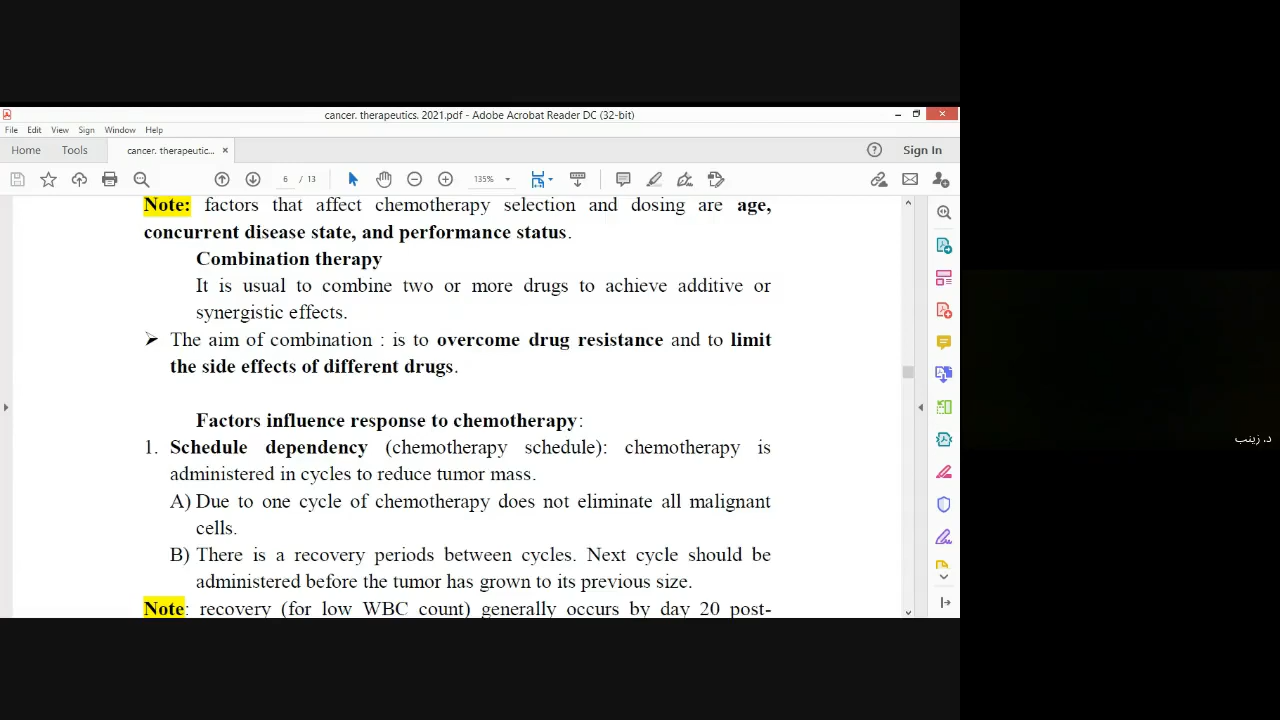 cancer. therapeutics. 2021.pdf - Adobe Acrobat Reader DC (32-bit)
File Edit View Sign Window Help
Home Tools cancer. therapeutic... × Sign In
6 / 13 135%
Note: factors that affect chemotherapy selection and dosing are age,
concurrent disease state, and performance status.
Combination therapy
It is usual to combine two or more drugs to achieve additive or
synergistic effects.
➢ The aim of combination : is to overcome drug resistance and to limit
the side effects of different drugs.
Factors influence response to chemotherapy:
1. Schedule dependency (chemotherapy schedule): chemotherapy is
administered in cycles to reduce tumor mass.
A) Due to one cycle of chemotherapy does not eliminate all malignant
cells.
B) There is a recovery periods between cycles. Next cycle should be
administered before the tumor has grown to its previous size.
Note: recovery (for low WBC count) generally occurs by day 20 post-
د. زينب